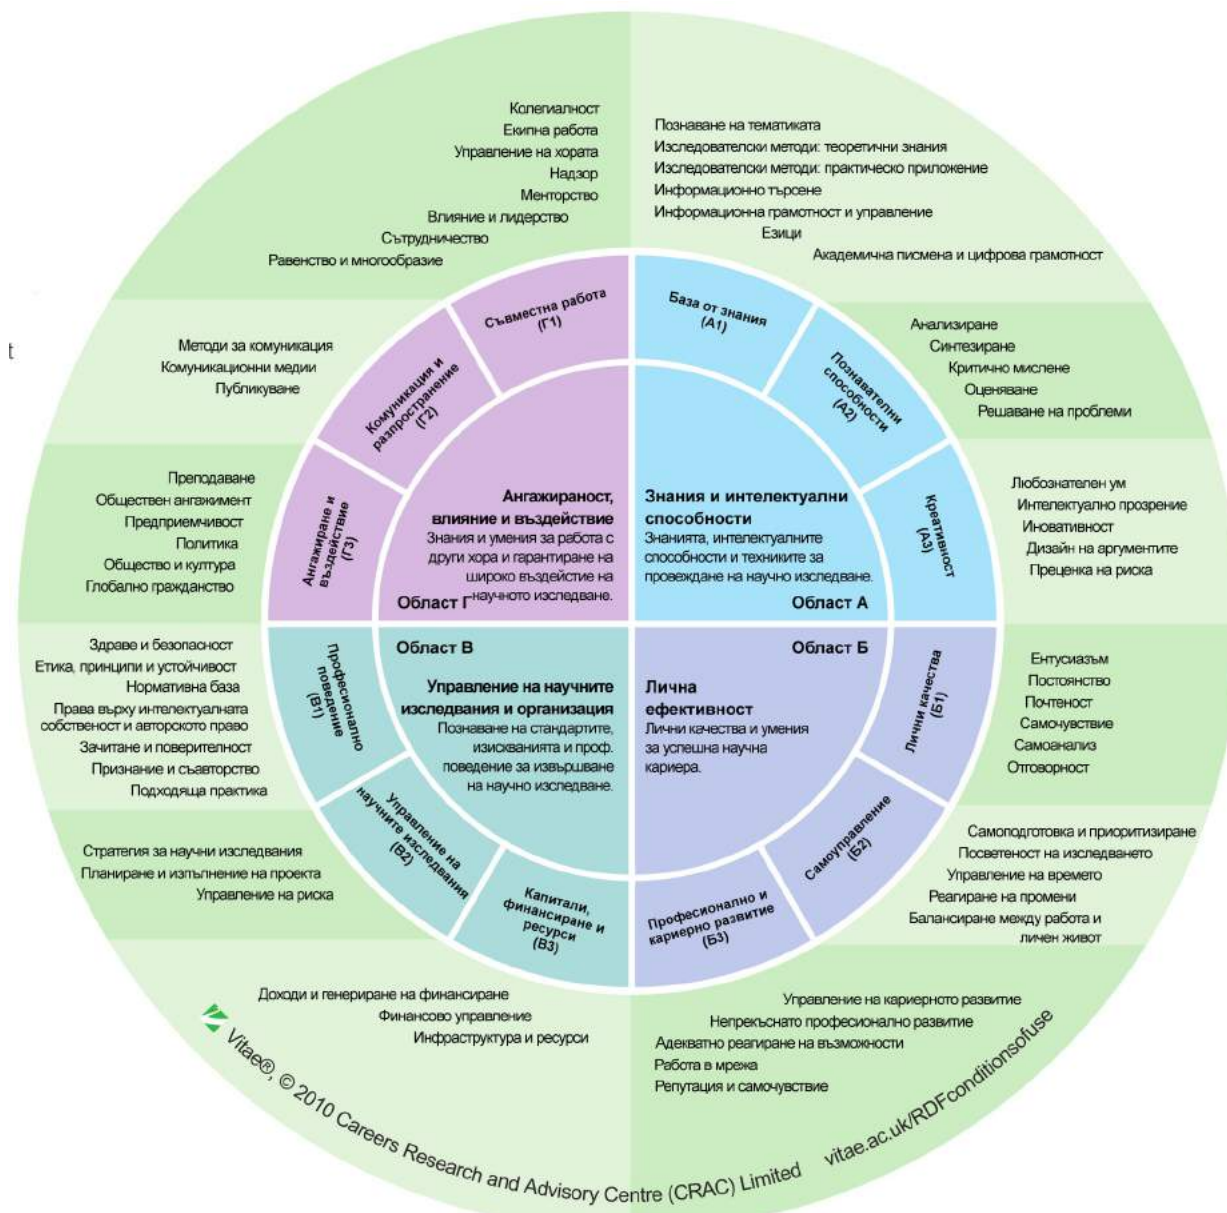 Колегиалност
Екипна работа
Управление на хората
Надзор
Менторство
Влияние и лидерство
Сътрудничество
Равенство и многообразие
Познаване на тематиката
Изследователски методи: теоретични знания
Изследователски методи: практическо приложение
Информационно търсене
Информационна грамотност и управление
Езици
Академична писмена и цифрова грамотност
Съвместна работа
(Г1)
База от знания
(А1)
t
Методи за комуникация
Комуникационни медии
Публикуване
Комуникация и
разпространение
(Г2)
Познавателни
способности
(А2)
Анализиране
Синтезиране
Критично мислене
Оценяване
Решаване на проблеми
Преподаване
Обществен ангажимент
Предприемчивост
Политика
Общество и култура
Глобално гражданство
Ангажиране и
въздействие
(Г3)
Ангажираност,
влияние и въздействие
Знания и умения за работа с
други хора и гарантиране на
широко въздейстие на
научното изследване.
Област Г
Знания и интелектуални
способности
Знанията, интелектуалните
способности и техниките за
провеждане на научно изследване.
Област А
Креативност
(А3)
Любознателен ум
Интелектуално прозрение
Иновативност
Дизайн на аргументите
Преценка на риска
Здраве и безопасност
Етика, принципи и устойчивост
Нормативна база
Права върху интелектуалната
собственост и авторското право
Зачитане и поверителност
Признание и съавторство
Подходяща практика
Професионално
поведение
(В1)
Област В
Управление на научните
изследвания и организация
Познаване на стандартите,
изискванията и проф.
поведение за извършване
на научно изследване.
Област Б
Лична
ефективност
Лични качества и умения
за успешна научна
кариера.
Лични качества
(Б1)
Ентусиазъм
Постоянство
Почтеност
Самочувствие
Самоанализ
Отговорност
Стратегия за научни изследвания
Планиране и изпълнение на проекта
Управление на риска
Управление на
научните изследвания
(В2)
Самоуправление
(Б2)
Самоподготовка и приоритизиране
Посветеност на изследването
Управление на времето
Реагиране на промени
Балансиране между работа и
личен живот
Капитали,
финансиране и
ресурси
(В3)
Професионално и
кариерно развитие
(Б3)
Доходи и генериране на финансиране
Финансово управление
Инфраструктура и ресурси
Управление на кариерното развитие
Непрекъснато професионално развитие
Адекватно реагиране на възможности
Работа в мрежа
Репутация и самочувствие
Vitae®, © 2010 Careers Research and Advisory Centre (CRAC) Limited vitae.ac.uk/RDFconditionsofuse